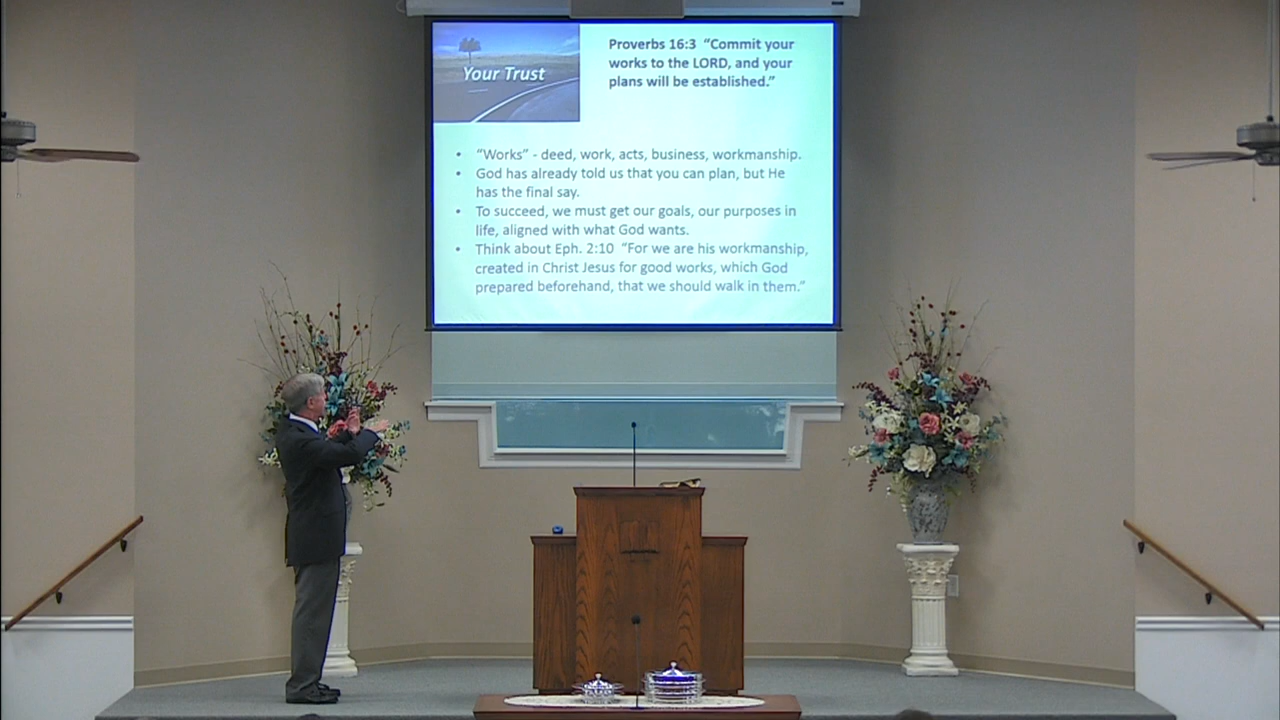 Your Trust
Proverbs 16:3 "Commit your
works to the LORD, and your
plans will be established."
• "Works" - deed, work, acts, business, workmanship.
• God has already told us that you can plan, but He
has the final say.
• To succeed, we must get our goals, our purposes in
life, aligned with what God wants.
• Think about Eph. 2:10 "For we are his workmanship,
created in Christ Jesus for good works, which God
prepared beforehand, that we should walk in them."